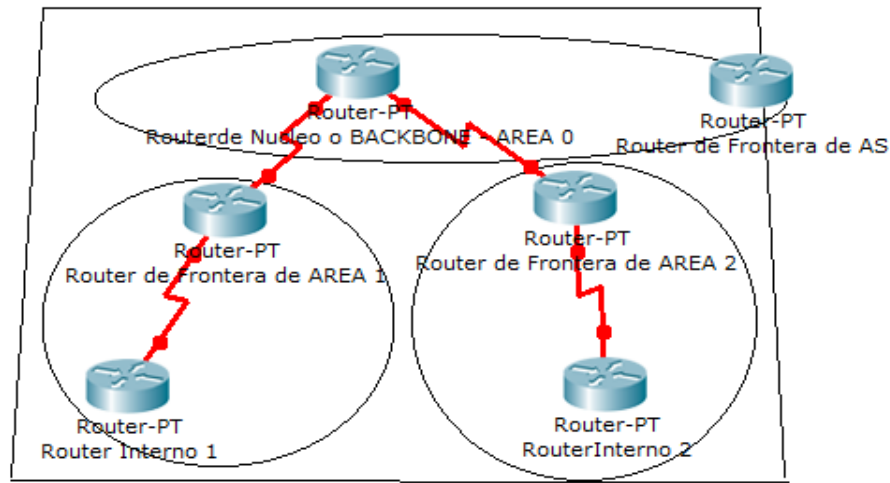 Router-PT
Routerde Nucleo o BACKBONE - AREA 0
Router-PT
Router de Frontera de AS
Router-PT
Router de Frontera de AREA 1
Router-PT
Router de Frontera de AREA 2
Router-PT
Router Interno 1
Router-PT
RouterInterno 2